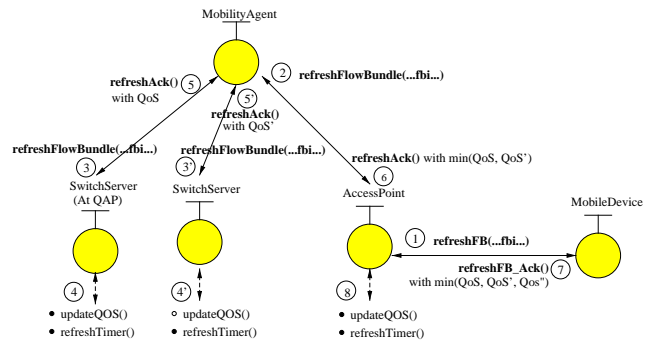 MobilityAgent
refreshAck()
with QoS
5
2
refreshFlowBundle(...fbi...)
5'
refreshAck()
with QoS'
refreshFlowBundle(...fbi...)
3
refreshFlowBundle(...fbi...)
3'
refreshAck() with min(QoS, QoS')
6
SwitchServer
(At QAP)
SwitchServer
AccessPoint
MobileDevice
1
refreshFB(...fbi...)
refreshFB_Ack()
7
with min(QoS, QoS', Qos")
4
4'
8
• updateQOS()
• refreshTimer()
○ updateQOS()
• refreshTimer()
• updateQOS()
• refreshTimer()